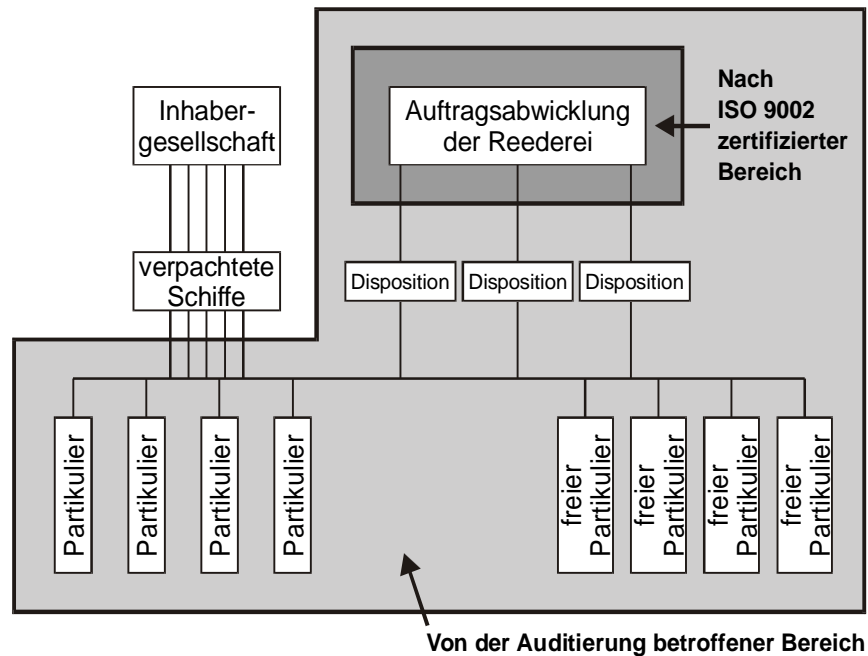 Inhaber-
gesellschaft
Auftragsabwicklung
der Reederei
Nach
ISO 9002
zertifizierter
Bereich
verpachtete
Schiffe
Disposition
Disposition
Disposition
Partikulier
Partikulier
Partikulier
Partikulier
freier
Partikulier
freier
Partikulier
freier
Partikulier
freier
Partikulier
Von der Auditierung betroffener Bereich